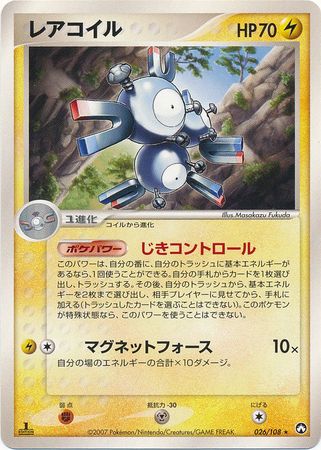 レアコイル HP70
Illus. Masakazu Fukuda
1進化 コイルから進化
ポケパワー じきコントロール
このパワーは、自分の番に、自分のトラッシュに基本エネルギー
があるなら、1回使うことができる。自分の手札からカードを1枚選び
出し、トラッシュする。その後、自分のトラッシュから、基本エネル
ギーを2枚まで選び出し、相手プレイヤーに見せてから、手札
に加える(トラッシュしたカードを選ぶことはできない)。このポケモン
が特殊状態なら、このパワーは使えない。
マグネットフォース 10×
自分の場のエネルギーの合計×10ダメージ。
弱点 抵抗力 -30 にげる
1 EDITION ©2007 Pokémon/Nintendo/Creatures/GAME FREAK. 026/108 ★